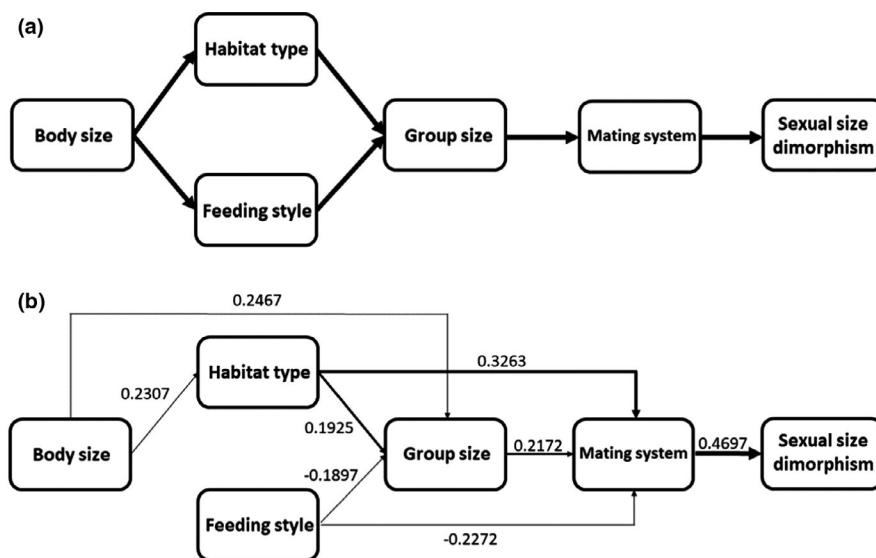 (a)
Habitat type
Body size
Group size
Mating system
Sexual size
dimorphism
Feeding style
(b)
0.2467
Habitat type
0.3263
0.2307
0.1925
Body size
Group size
0.2172
Mating system
0.4697
Sexual size
dimorphism
-0.1897
Feeding style
-0.2272